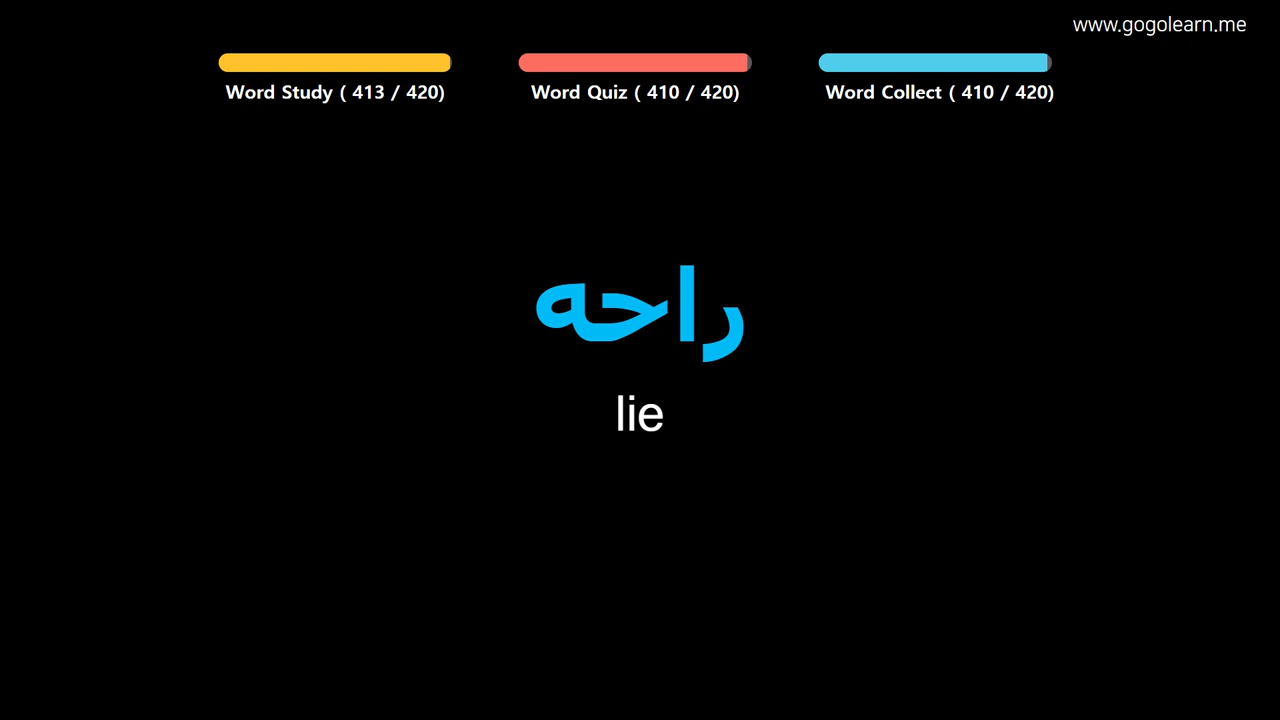 www.gogolearn.me
Word Study ( 413 / 420)
Word Quiz ( 410 / 420)
Word Collect ( 410 / 420)
راحه
lie